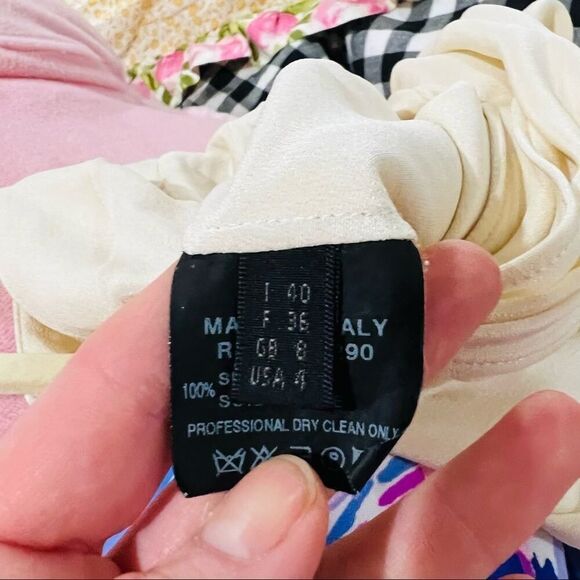 I 40
F 36
GB 8
USA 4
MA ALY
R 90
100% S
S
PROFESSIONAL DRY CLEAN ONLY